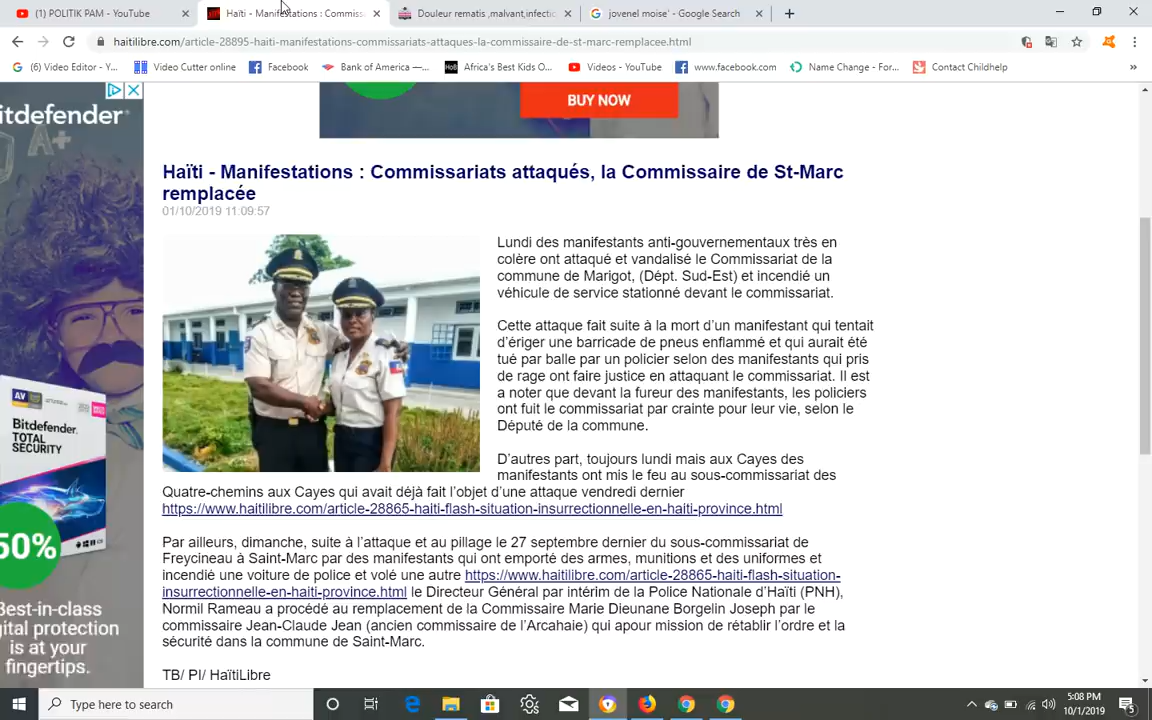 (1) POLITIK PAM - YouTube
Haïti - Manifestations : Commiss
Douleur rematis ,malvant,infecti
jovenel moise' - Google Search
haitilibre.com/article-28895-haiti-manifestations-commissariats-attaques-la-commissaire-de-st-marc-remplacee.html
(6) Video Editor - Y...
Video Cutter online
Facebook
Bank of America —...
Africa's Best Kids O...
Videos - YouTube
www.facebook.com
Name Change - For...
Contact Childhelp
»
itdefender
A+
BUY NOW
Haïti - Manifestations : Commissariats attaqués, la Commissaire de St-Marc
remplacée
01/10/2019 11:09:57
Lundi des manifestants anti-gouvernementaux très en
colère ont attaqué et vandalisé le Commissariat de la
commune de Marigot, (Dépt. Sud-Est) et incendié un
véhicule de service stationné devant le commissariat.
Cette attaque fait suite à la mort d'un manifestant qui tentait
d'ériger une barricade de pneus enflammé et qui aurait été
tué par balle par un policier selon des manifestants qui pris
de rage ont faire justice en attaquant le commissariat. Il est
a noter que devant la fureur des manifestants, les policiers
ont fuit le commissariat par crainte pour leur vie, selon le
Député de la commune.
D'autres part, toujours lundi mais aux Cayes des
manifestants ont mis le feu au sous-commissariat des
Quatre-chemins aux Cayes qui avait déjà fait l'objet d'une attaque vendredi dernier
https://www.haitilibre.com/article-28865-haiti-flash-situation-insurrectionnelle-en-haiti-province.html
Par ailleurs, dimanche, suite à l'attaque et au pillage le 27 septembre dernier du sous-commissariat de
Freycineau à Saint-Marc par des manifestants qui ont emporté des armes, munitions et des uniformes et
incendié une voiture de police et volé une autre https://www.haitilibre.com/article-28865-haiti-flash-situation-
insurrectionnelle-en-haiti-province.html le Directeur Général par intérim de la Police Nationale d'Haïti (PNH),
Normil Rameau a procédé au remplacement de la Commissaire Marie Dieunane Borgelin Joseph par le
commissaire Jean-Claude Jean (ancien commissaire de l'Arcahaie) qui apour mission de rétablir l'ordre et la
sécurité dans la commune de Saint-Marc.
TB/ PI/ HaïtiLibre
AV
Bitdefender
TOTAL
SECURITY
50%
Best-in-class
gital protection
is at your
fingertips.
Type here to search
5:08 PM
10/1/2019
5